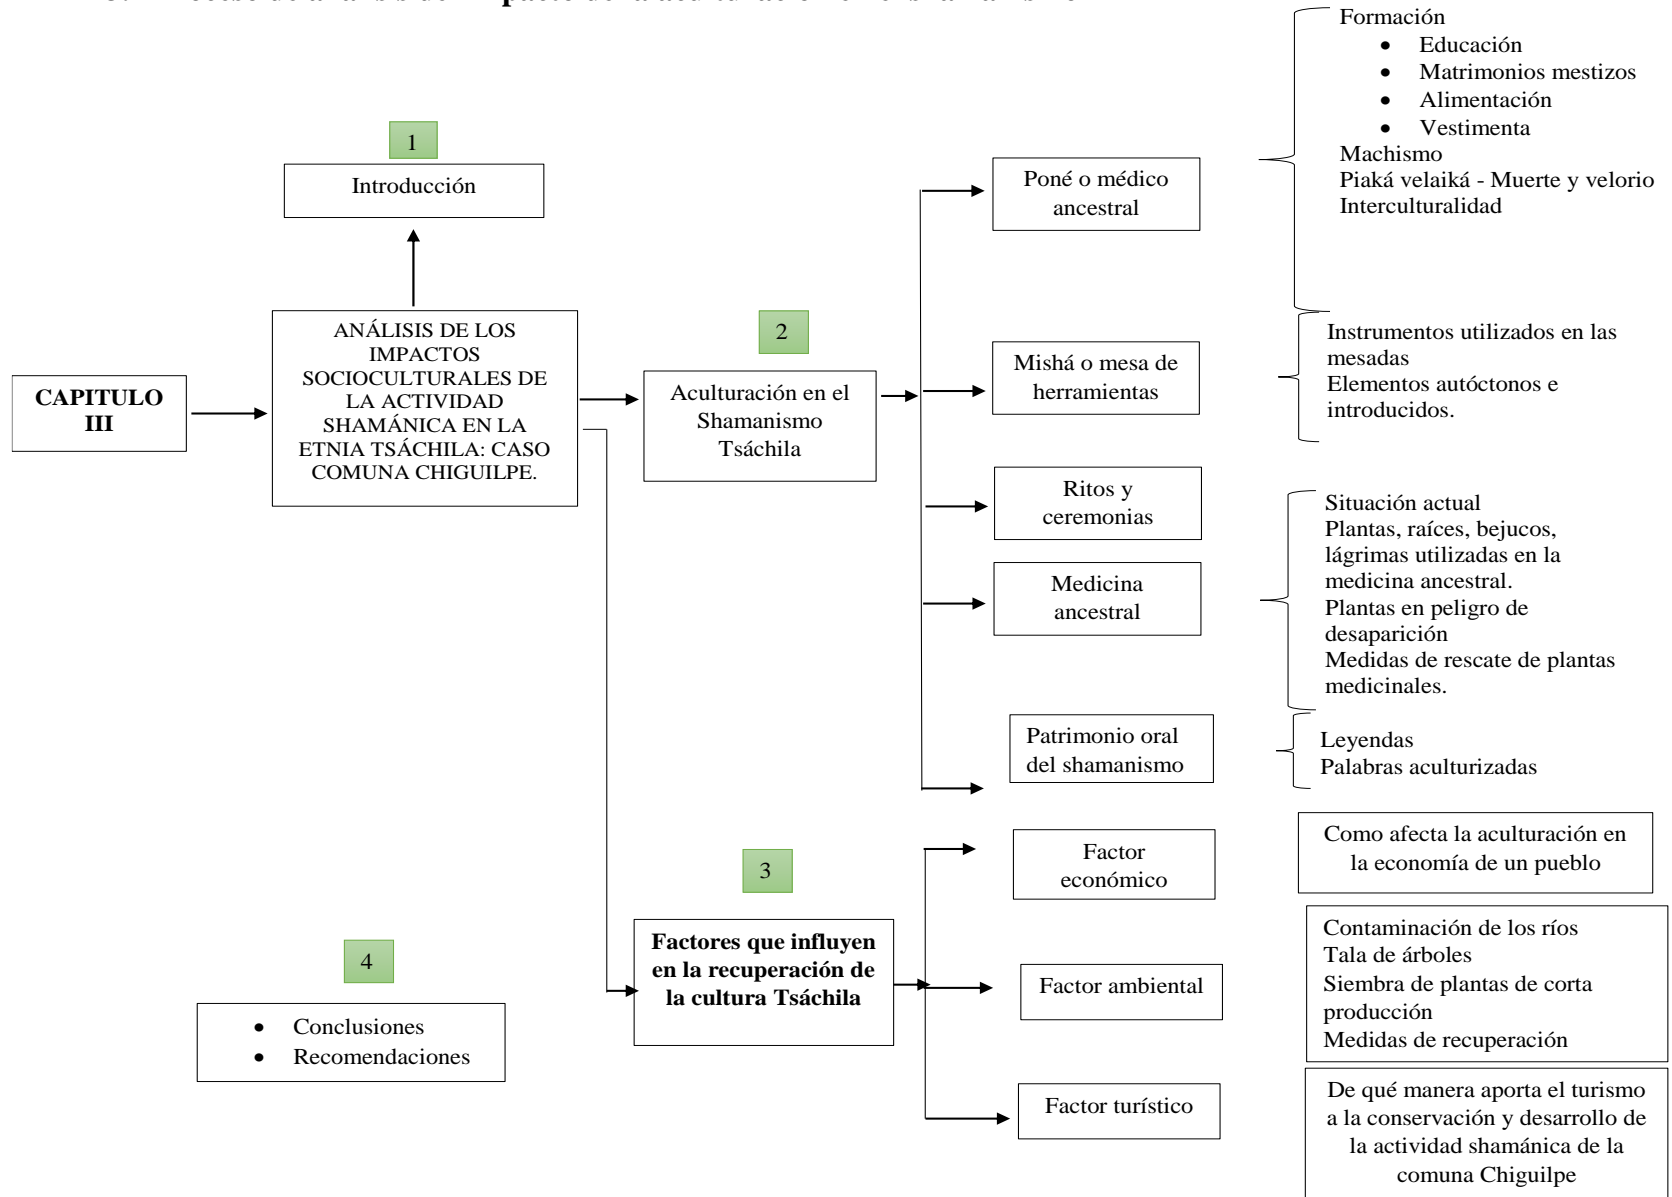 Formación
• Educación
• Matrimonios mestizos
• Alimentación
• Vestimenta
Machismo
Piaká velaiká - Muerte y velorio
Interculturalidad
1
Introducción
Poné o médico
ancestral
CAPITULO
III
ANÁLISIS DE LOS
IMPACTOS
SOCIOCULTURALES DE
LA ACTIVIDAD
SHAMÁNICA EN LA
ETNIA TSÁCHILA: CASO
COMUNA CHIGUILPE.
2
Aculturación en el
Shamanismo
Tsáchila
Mishá o mesa de
herramientas
Instrumentos utilizados en las
mesadas
Elementos autóctonos e
introducidos.
Ritos y
ceremonias
Medicina
ancestral
Situación actual
Plantas, raíces, bejucos,
lágrimas utilizadas en la
medicina ancestral.
Plantas en peligro de
desaparición
Medidas de rescate de plantas
medicinales.
Patrimonio oral
del shamanismo
Leyendas
Palabras aculturizadas
3
Factores que influyen
en la recuperación de
la cultura Tsáchila
Factor
económico
Como afecta la aculturación en
la economía de un pueblo
Factor ambiental
Contaminación de los ríos
Tala de árboles
Siembra de plantas de corta
producción
Medidas de recuperación
Factor turístico
De qué manera aporta el turismo
a la conservación y desarrollo de
la actividad shamánica de la
comuna Chiguilpe
4
• Conclusiones
• Recomendaciones